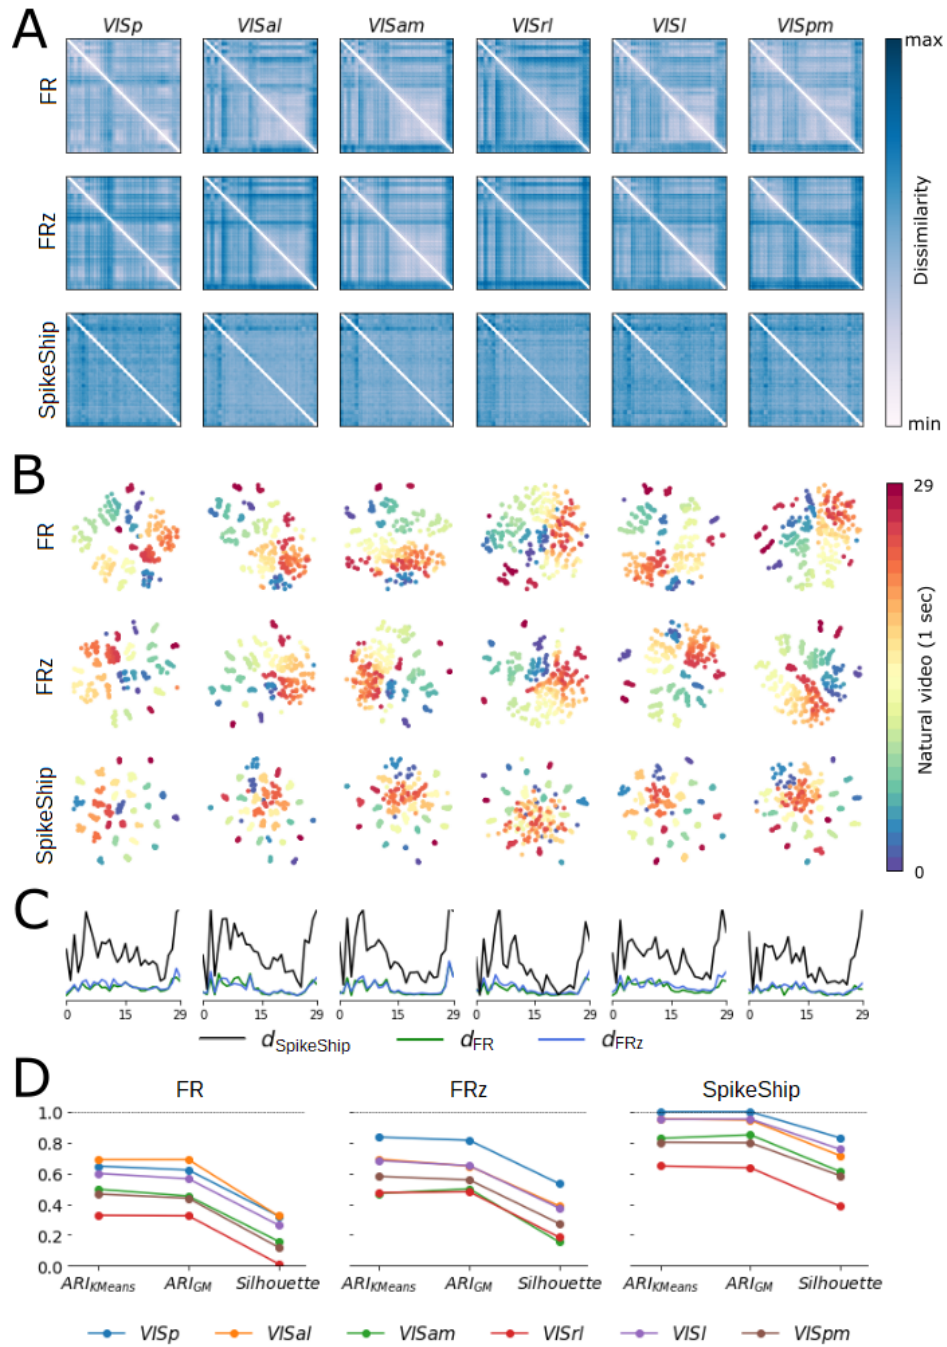 A
VISp VISal VISam VISrl VISl VISpm
FR
FRz
SpikeShip
max
Dissimilarity
min
B
FR
FRz
SpikeShip
29
Natural video (1 sec)
0
C
0 15 29 0 15 29 0 15 29 0 15 29 0 15 29 0 15 29
dSpikeShip dFR dFRz
D
FR FRz SpikeShip
1.0
0.8
0.6
0.4
0.2
0.0
ARIKMeans ARIGM Silhouette ARIKMeans ARIGM Silhouette ARIKMeans ARIGM Silhouette
VISp VISal VISam VISrl VISl VISpm